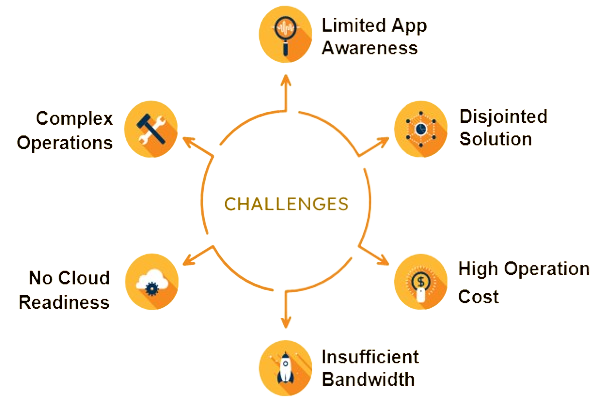 Limited App
Awareness
Complex
Operations
Disjointed
Solution
CHALLENGES
No Cloud
Readiness
High Operation
Cost
$
Insufficient
Bandwidth